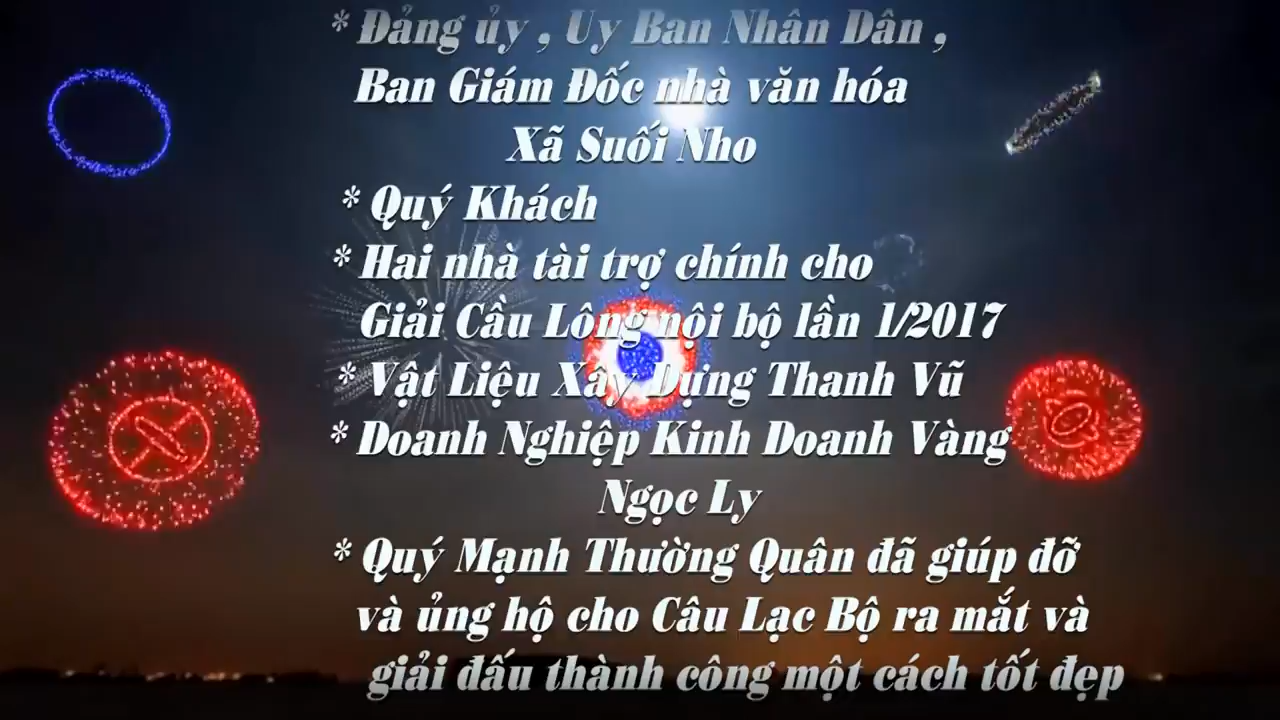 * Đảng ủy , Uy Ban Nhân Dân ,
Ban Giám Đốc nhà văn hóa
Xã Suối Nho
* Quý Khách
* Hai nhà tài trợ chính cho
Giải Cầu Lông nội bộ lần 1/2017
* Vật Liệu Xây Dựng Thanh Vũ
* Doanh Nghiệp Kinh Doanh Vàng
Ngọc Ly
* Quý Mạnh Thường Quân đã giúp đỡ
và ủng hộ cho Câu Lạc Bộ ra mắt và
giải đấu thành công một cách tốt đẹp